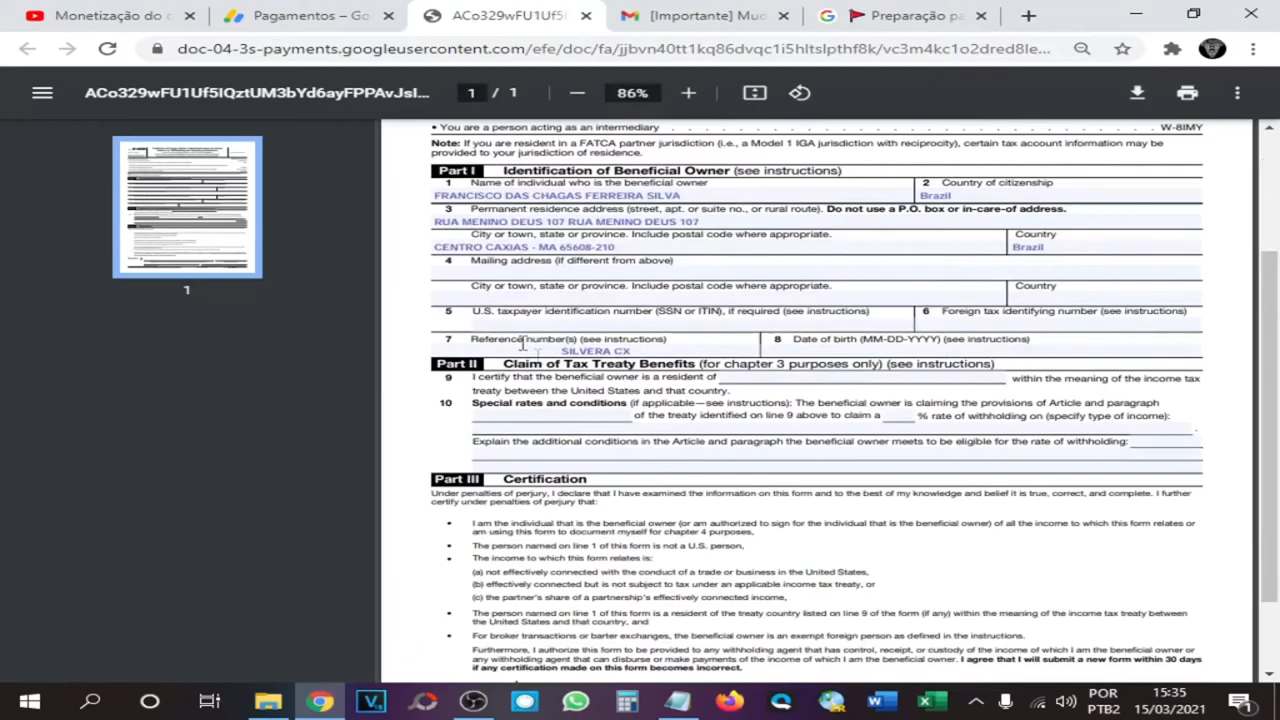 Monetização do c
Pagamentos – Go
ACo329wFU1Uf5I
[Importante] Muc
Preparação pa
doc-04-3s-payments.googleusercontent.com/efe/doc/fa/jjbvn40tt1kq86dvqc1i5hltslpthf8k/vc3m4kc1o2dred8le...
ACo329wFU1Uf5IQztUM3bYd6ayFPPAvJsI...
1 / 1
86%
1
• You are a person acting as an intermediary . . . . . . . . . . . . . . . . . W-8IMY
Note: If you are resident in a FATCA partner jurisdiction (i.e., a Model 1 IGA jurisdiction with reciprocity), certain tax account information may be
provided to your jurisdiction of residence.
Part I Identification of Beneficial Owner (see instructions)
1 Name of individual who is the beneficial owner
2 Country of citizenship
FRANCISCO DAS CHAGAS FERREIRA SILVA
Brazil
3 Permanent residence address (street, apt. or suite no., or rural route). Do not use a P.O. box or in-care-of address.
RUA MENINO DEUS 107 RUA MENINO DEUS 107
City or town, state or province. Include postal code where appropriate.
Country
CENTRO CAXIAS - MA 65608-210
Brazil
4 Mailing address (if different from above)
City or town, state or province. Include postal code where appropriate.
Country
5 U.S. taxpayer identification number (SSN or ITIN), if required (see instructions)
6 Foreign tax identifying number (see instructions)
7 Reference number(s) (see instructions)
8 Date of birth (MM-DD-YYYY) (see instructions)
SILVERA CX
Part II Claim of Tax Treaty Benefits (for chapter 3 purposes only) (see instructions)
9 I certify that the beneficial owner is a resident of within the meaning of the income tax
treaty between the United States and that country.
10 Special rates and conditions (if applicable—see instructions): The beneficial owner is claiming the provisions of Article and paragraph
of the treaty identified on line 9 above to claim a % rate of withholding on (specify type of income):
.
Explain the additional conditions in the Article and paragraph the beneficial owner meets to be eligible for the rate of withholding:
Part III Certification
Under penalties of perjury, I declare that I have examined the information on this form and to the best of my knowledge and belief it is true, correct, and complete. I further
certify under penalties of perjury that:
• I am the individual that is the beneficial owner (or am authorized to sign for the individual that is the beneficial owner) of all the income to which this form relates or
am using this form to document myself for chapter 4 purposes,
• The person named on line 1 of this form is not a U.S. person,
• The income to which this form relates is:
(a) not effectively connected with the conduct of a trade or business in the United States,
(b) effectively connected but is not subject to tax under an applicable income tax treaty, or
(c) the partner's share of a partnership's effectively connected income,
• The person named on line 1 of this form is a resident of the treaty country listed on line 9 of the form (if any) within the meaning of the income tax treaty between
the United States and that country, and
• For broker transactions or barter exchanges, the beneficial owner is an exempt foreign person as defined in the instructions.
Furthermore, I authorize this form to be provided to any withholding agent that has control, receipt, or custody of the income of which I am the beneficial owner or
any withholding agent that can disburse or make payments of the income of which I am the beneficial owner. I agree that I will submit a new form within 30 days
if any certification made on this form becomes incorrect.
POR
PTB2
15:35
15/03/2021
1